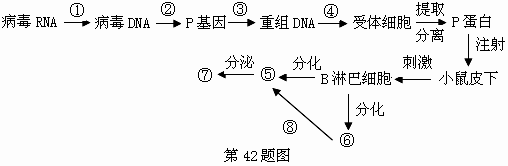 病毒RNA ① 病毒DNA ② P基因 ③ 重组DNA ④ 受体细胞 提取 分离 P蛋白
注射
⑦ 分泌 ⑤ 分化 B淋巴细胞 刺激 小鼠皮下
分化
⑧
⑥
第42题图